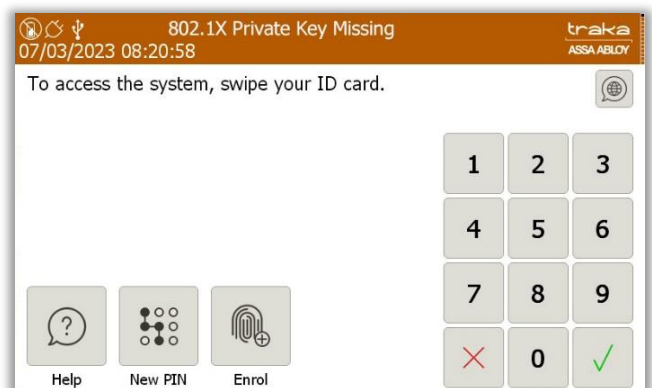 802.1X Private Key Missing
07/03/2023 08:20:58
traka
ASSA ABLOY
To access the system, swipe your ID card.
1 2 3
4 5 6
7 8 9
0
Help New PIN Enrol